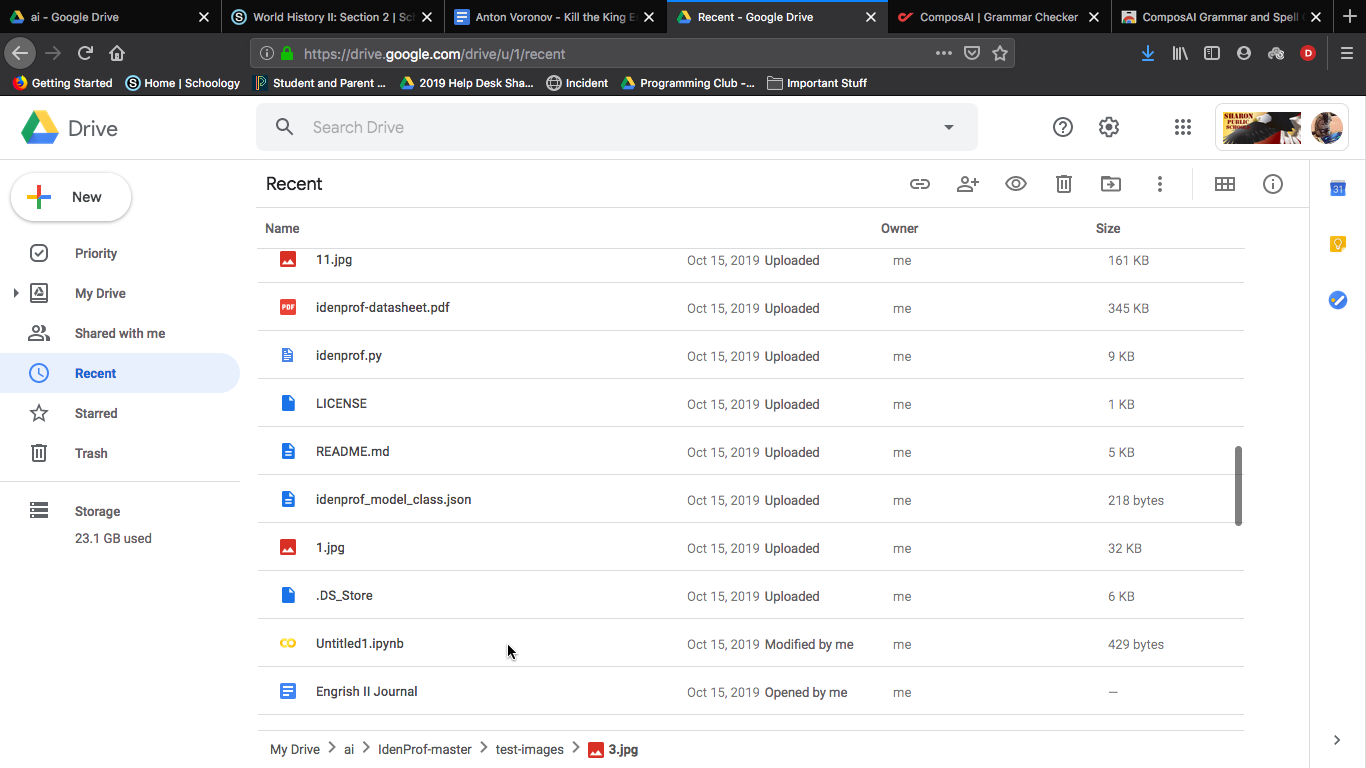 ai - Google Drive
World History II: Section 2 | Sch
Anton Voronov - Kill the King E
Recent - Google Drive
ComposAI | Grammar Checker
ComposAI Grammar and Spell C
https://drive.google.com/drive/u/1/recent
D
Getting Started
Home | Schoology
Student and Parent ...
2019 Help Desk Sha...
Incident
Programming Club -...
Important Stuff
Drive
Search Drive
SHARON PUBLIC SCHOOLS
New
Recent
31
Name Owner Size
Priority
My Drive
Shared with me
Recent
Starred
Trash
Storage
23.1 GB used
11.jpg Oct 15, 2019 Uploaded me 161 KB
PDF idenprof-datasheet.pdf Oct 15, 2019 Uploaded me 345 KB
idenprof.py Oct 15, 2019 Uploaded me 9 KB
LICENSE Oct 15, 2019 Uploaded me 1 KB
README.md Oct 15, 2019 Uploaded me 5 KB
idenprof_model_class.json Oct 15, 2019 Uploaded me 218 bytes
1.jpg Oct 15, 2019 Uploaded me 32 KB
.DS_Store Oct 15, 2019 Uploaded me 6 KB
Untitled1.ipynb Oct 15, 2019 Modified by me me 429 bytes
Engrish II Journal Oct 15, 2019 Opened by me me —
My Drive > ai > IdenProf-master > test-images > 3.jpg